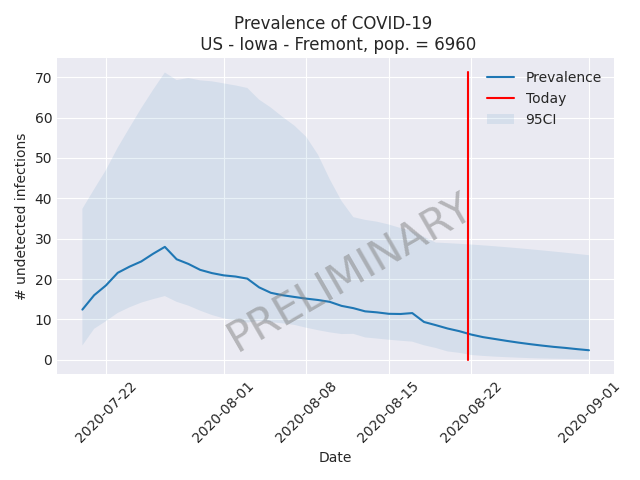 Prevalence of COVID-19
US - Iowa - Fremont, pop. = 6960
70
60
50
40
30
20
10
0
# undetected infections
Prevalence
Today
95CI
PRELIMINARY
2020-07-22
2020-08-01
2020-08-08
2020-08-15
2020-08-22
2020-09-01
Date